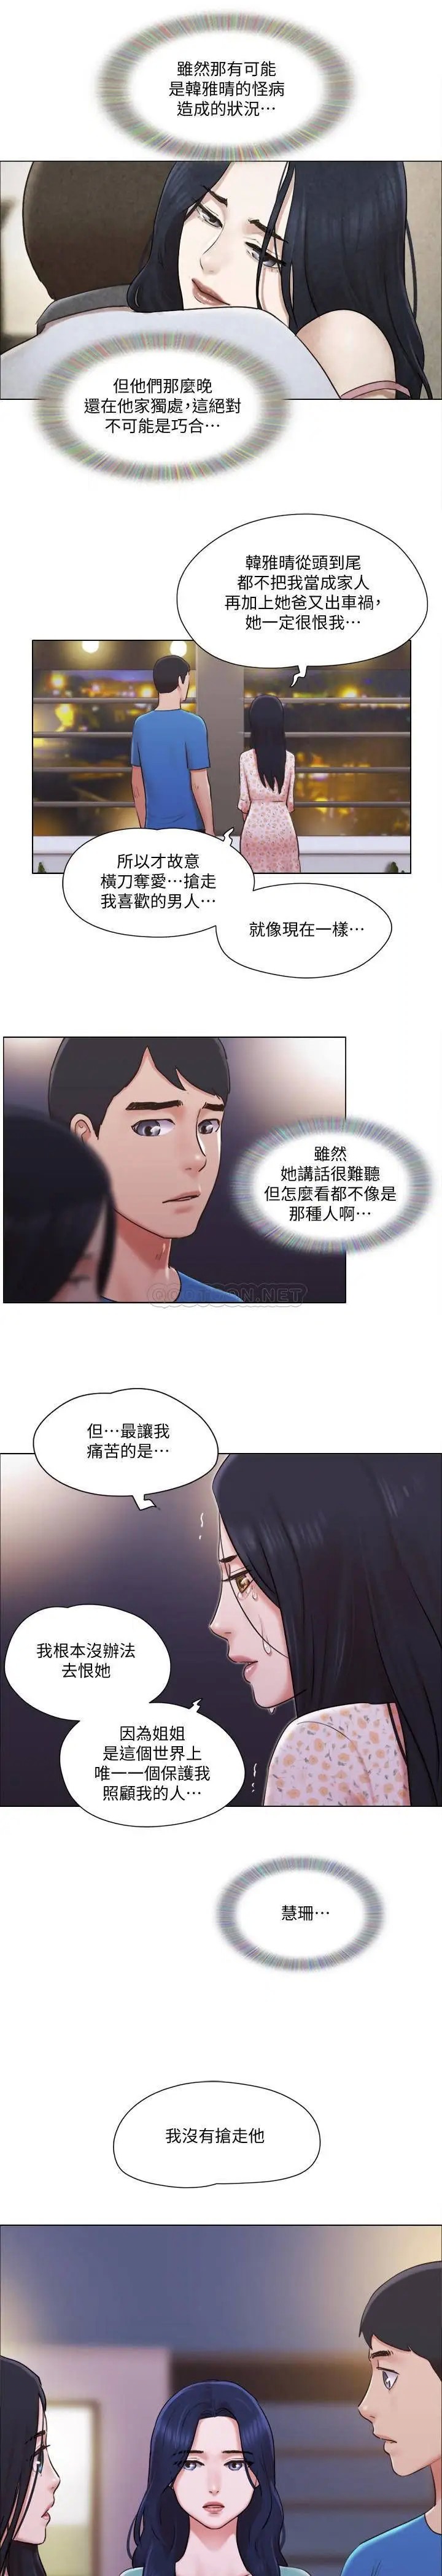 雖然那有可能
是韓雅晴的怪病
造成的狀況…
但他們那麼晚
還在他家獨處，這絕對
不可能是巧合…
韓雅晴從頭到尾
都不把我當成家人
再加上她爸又出車禍，
她一定很恨我…
所以才故意
橫刀奪愛…搶走
我喜歡的男人…
就像現在一樣…
雖然
她講話很難聽
但怎麼看都不像是
那種人啊…
但…最讓我
痛苦的是…
我根本沒辦法
去恨她
因為姐姐
是這個世界上
唯一一個保護我
照顧我的人…
慧珊…
我沒有搶走他